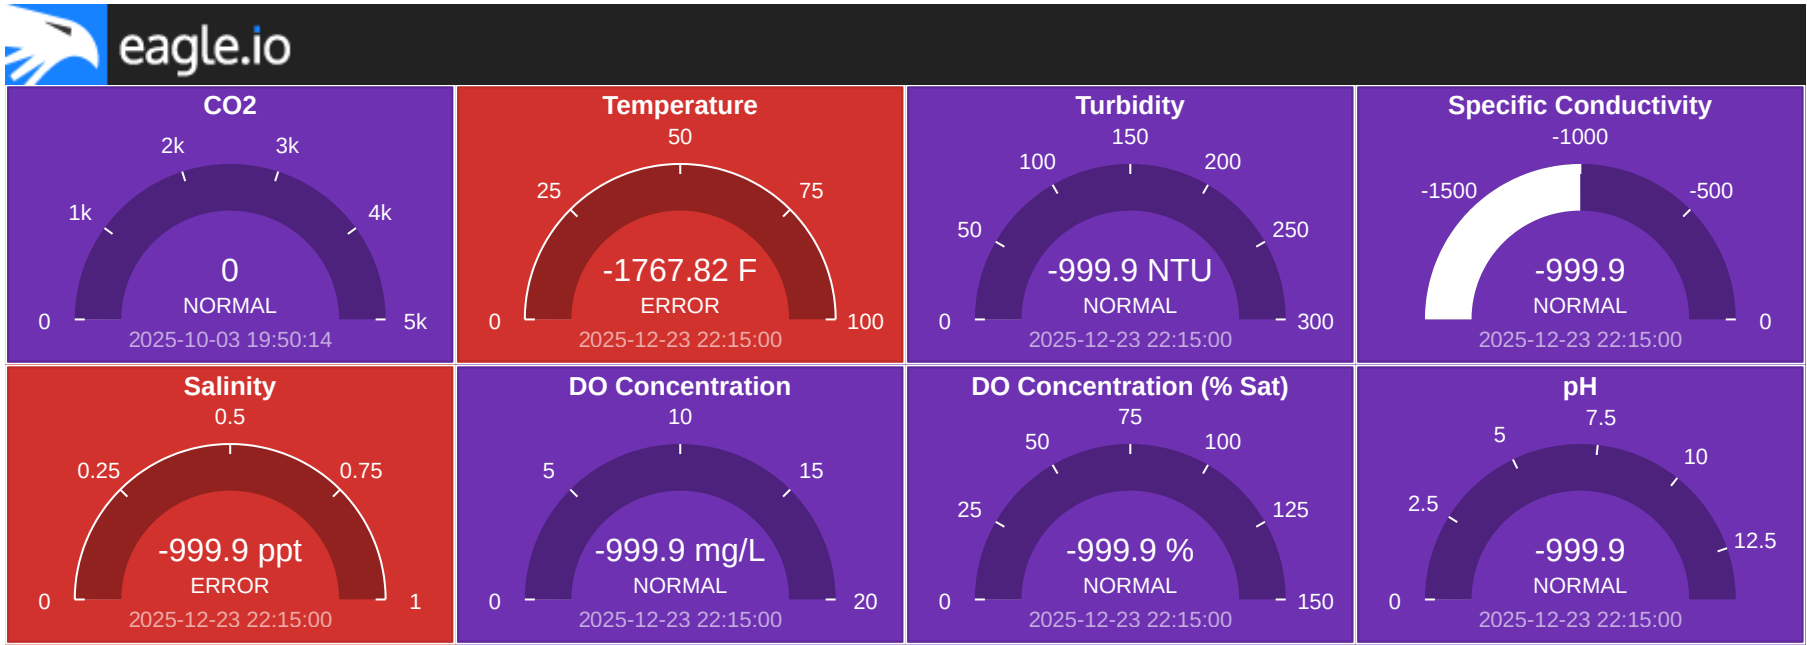 eagle.io
CO2
2k
3k
1k
4k
0
NORMAL
0
5k
2025-10-03 19:50:14
Temperature
50
25
75
-1767.82 F
ERROR
0
100
2025-12-23 22:15:00
Turbidity
150
100
200
50
250
-999.9 NTU
NORMAL
0
300
2025-12-23 22:15:00
Specific Conductivity
-1000
-1500
-500
-999.9
NORMAL
0
2025-12-23 22:15:00
Salinity
0.5
0.25
0.75
-999.9 ppt
ERROR
0
1
2025-12-23 22:15:00
DO Concentration
10
5
15
-999.9 mg/L
NORMAL
0
20
2025-12-23 22:15:00
DO Concentration (% Sat)
75
50
100
25
125
-999.9 %
NORMAL
0
150
2025-12-23 22:15:00
pH
7.5
5
10
2.5
12.5
-999.9
NORMAL
0
2025-12-23 22:15:00